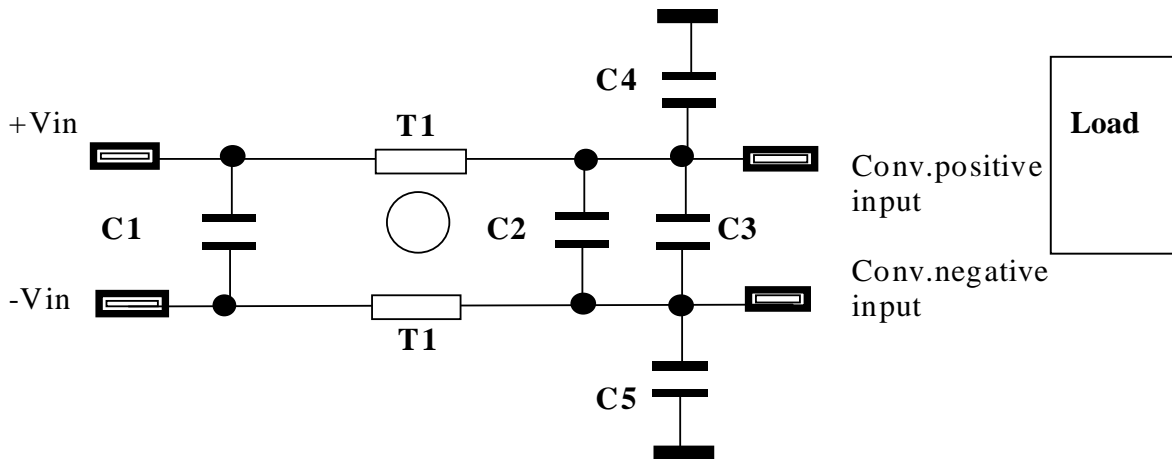 C4
+Vin
T1
Load
Conv.positive
input
C1
C2
C3
-Vin
Conv.negative
input
T1
C5